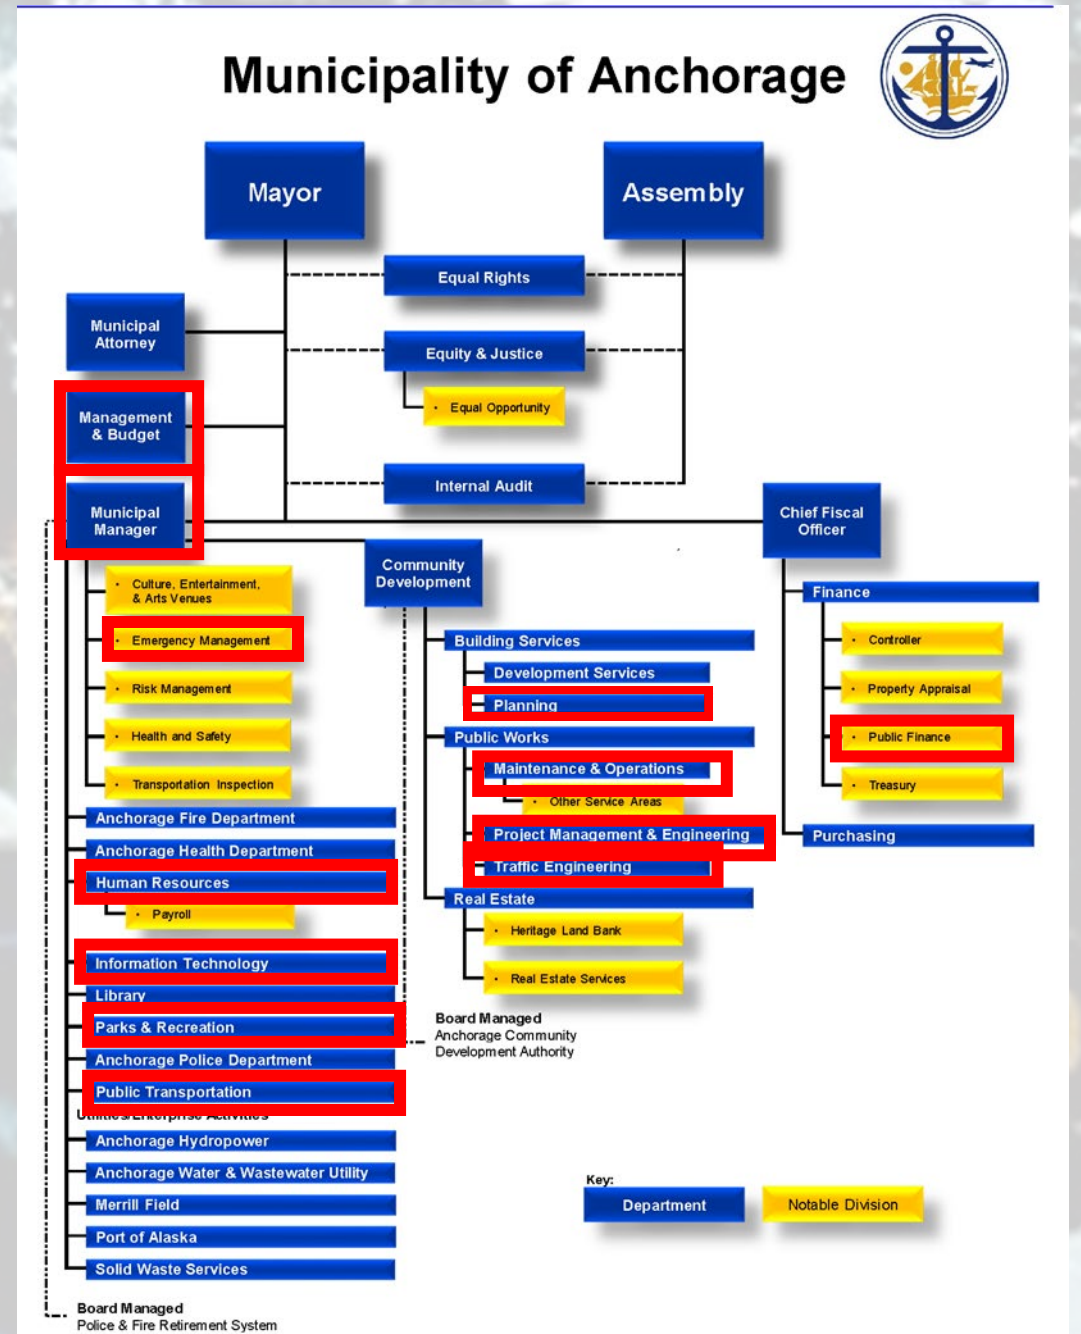 Municipality of Anchorage
Mayor
Assembly
Equal Rights
Municipal
Attorney
Equity & Justice
• Equal Opportunity
Management
& Budget
Internal Audit
Municipal
Manager
Chief Fiscal
Officer
Community
Development
• Culture, Entertainment,
& Arts Venues
• Emergency Management
• Risk Management
• Health and Safety
• Transportation Inspection
Anchorage Fire Department
Anchorage Health Department
Human Resources
• Payroll
Information Technology
Library
Parks & Recreation
Anchorage Police Department
Public Transportation
Utilities/Enterprise Activities
Anchorage Hydropower
Anchorage Water & Wastewater Utility
Merrill Field
Port of Alaska
Solid Waste Services
Board Managed
Police & Fire Retirement System
Building Services
Development Services
Planning
Public Works
Maintenance & Operations
• Other Service Areas
Project Management & Engineering
Traffic Engineering
Real Estate
• Heritage Land Bank
• Real Estate Services
Board Managed
Anchorage Community
Development Authority
Finance
• Controller
• Property Appraisal
• Public Finance
• Treasury
Purchasing
Key:
Department
Notable Division